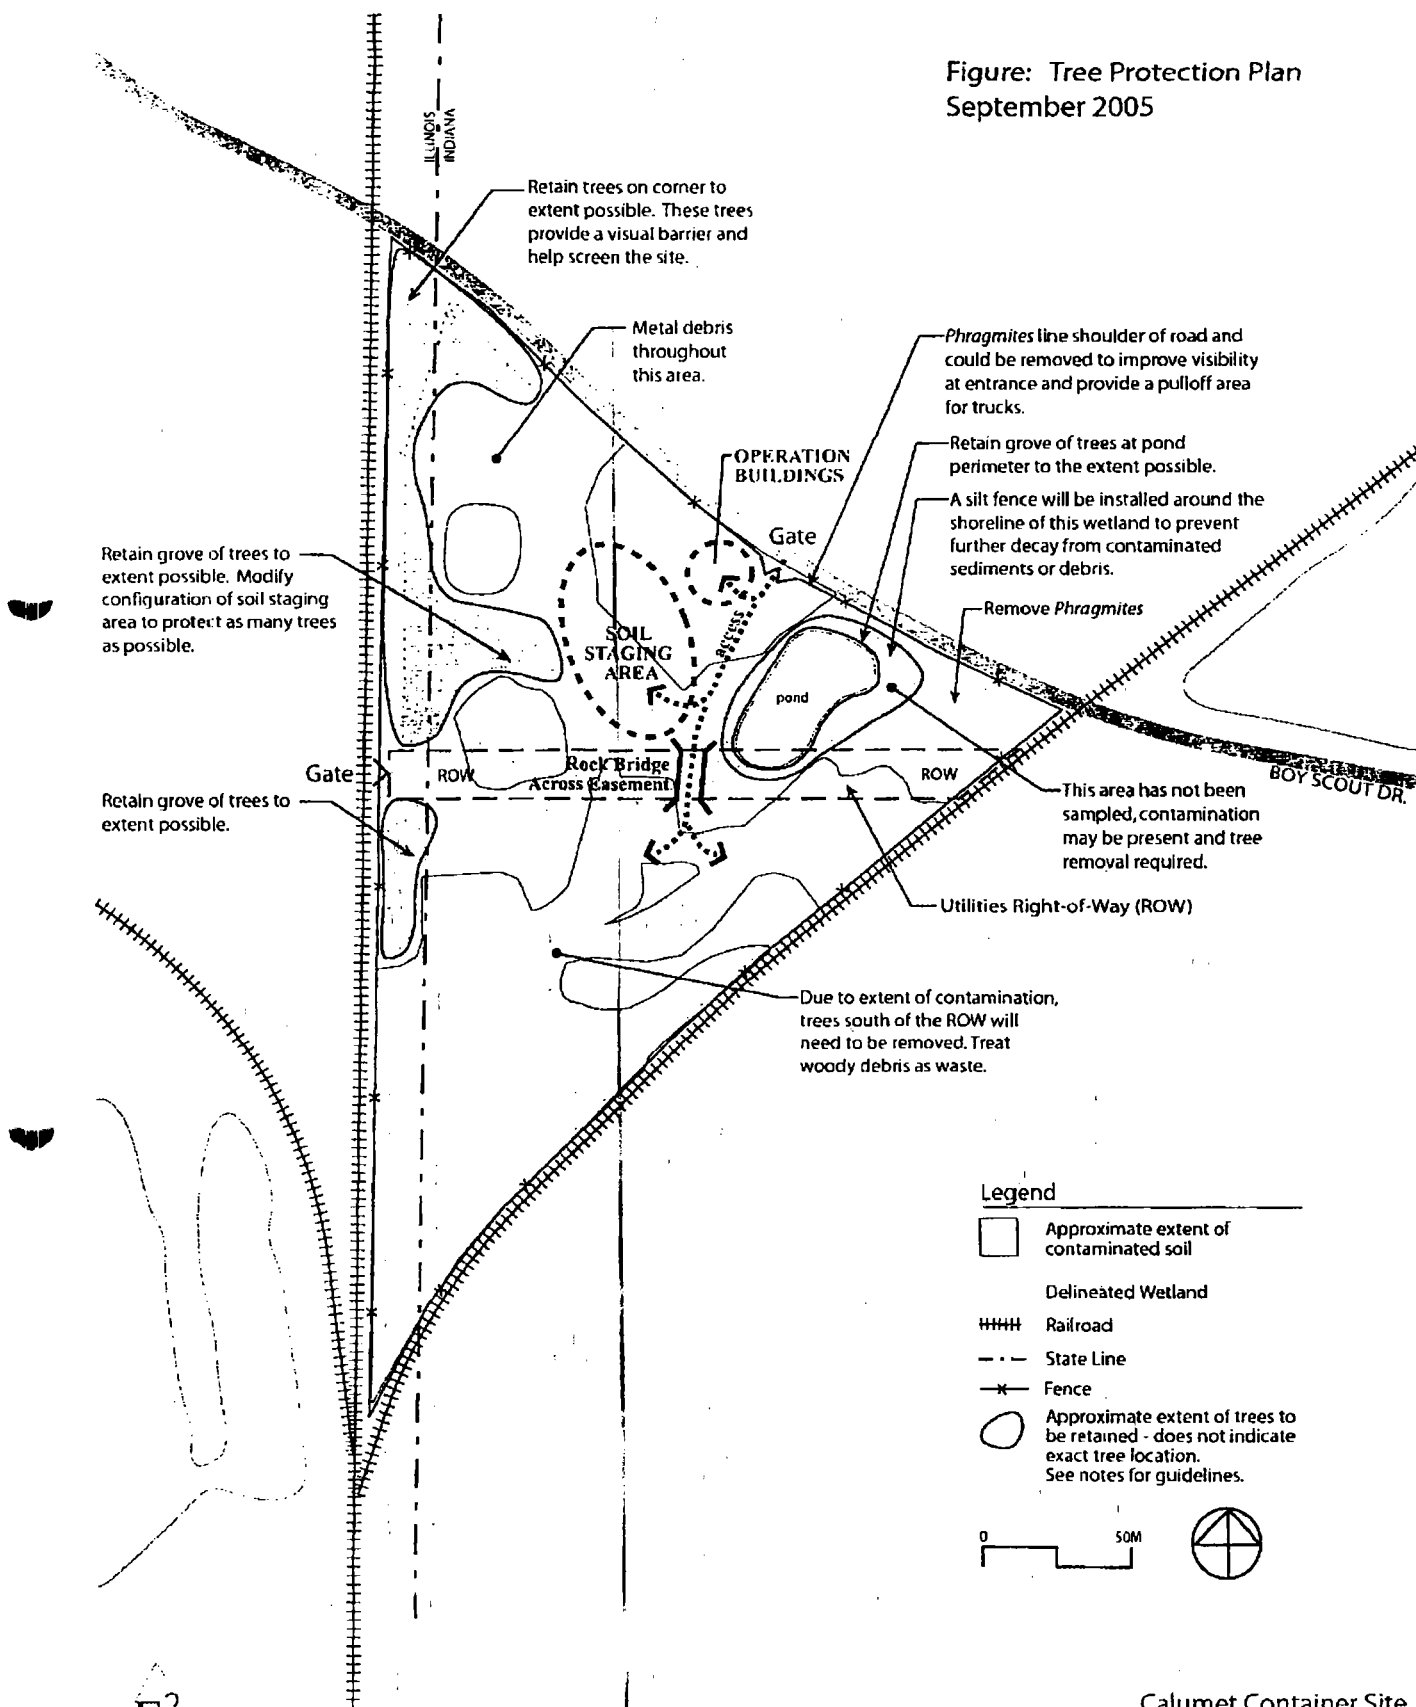 Figure: Tree Protection Plan
September 2005
ILLINOIS
INDIANA
Retain trees on corner to
extent possible. These trees
provide a visual barrier and
help screen the site.
Metal debris
throughout
this area.
Phragmites line shoulder of road and
could be removed to improve visibility
at entrance and provide a pulloff area
for trucks.
Retain grove of trees at pond
perimeter to the extent possible.
OPERATION
BUILDINGS
A silt fence will be installed around the
shoreline of this wetland to prevent
further decay from contaminated
sediments or debris.
Gate
Retain grove of trees to
extent possible. Modify
configuration of soil staging
area to protect as many trees
as possible.
Remove Phragmites
access
SOIL
STAGING
AREA
pond
Gate
ROW
Rock Bridge
Across Easement
ROW
BOY SCOUT DR.
Retain grove of trees to
extent possible.
This area has not been
sampled, contamination
may be present and tree
removal required.
Utilities Right-of-Way (ROW)
Due to extent of contamination,
trees south of the ROW will
need to be removed. Treat
woody debris as waste.
Legend
Approximate extent of
contaminated soil
Delineated Wetland
Railroad
State Line
Fence
Approximate extent of trees to
be retained - does not indicate
exact tree location.
See notes for guidelines.
0 50M
Calumet Container Site